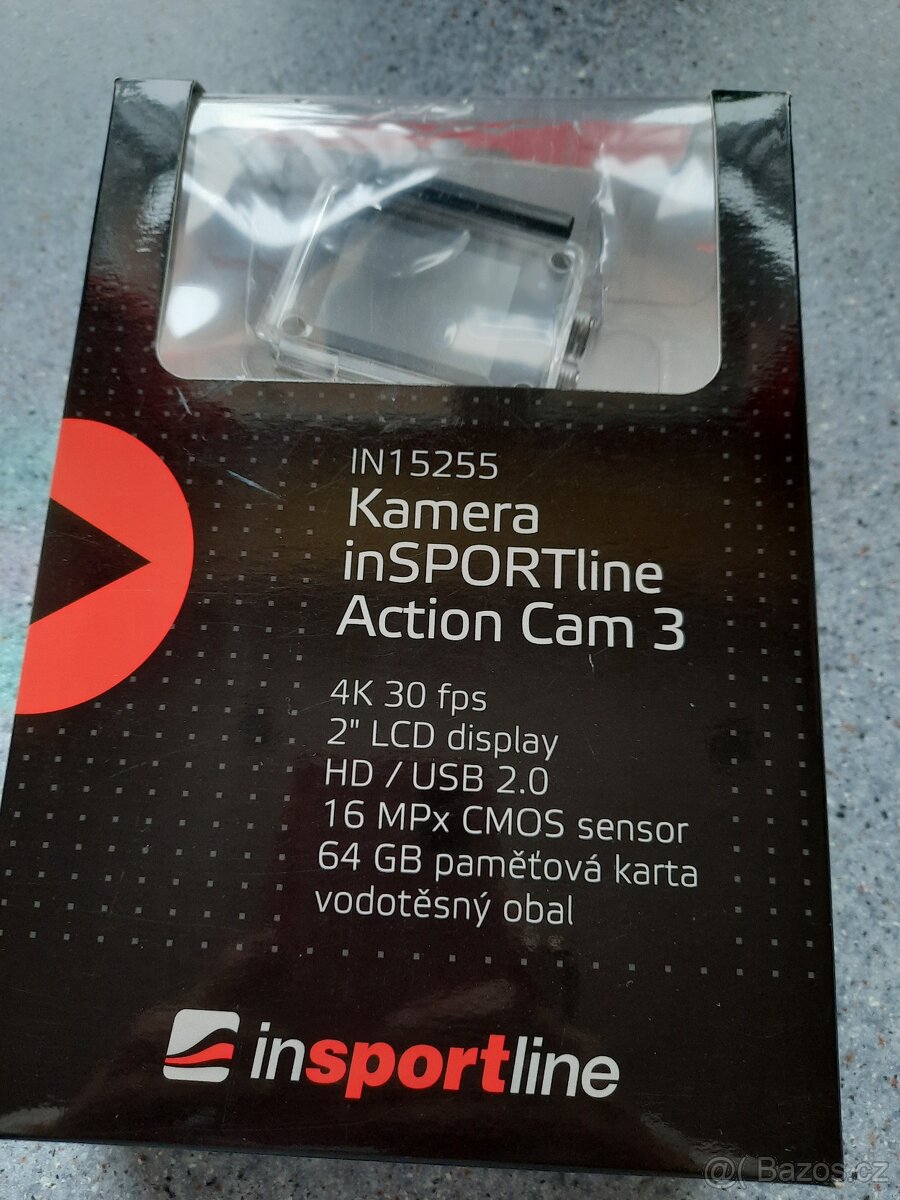 IN15255
Kamera
inSPORTline
Action Cam 3
4K 30 fps
2" LCD display
HD / USB 2.0
16 MPx CMOS sensor
64 GB paměťová karta
vodotěsný obal
insportline
@( Bazos.cz